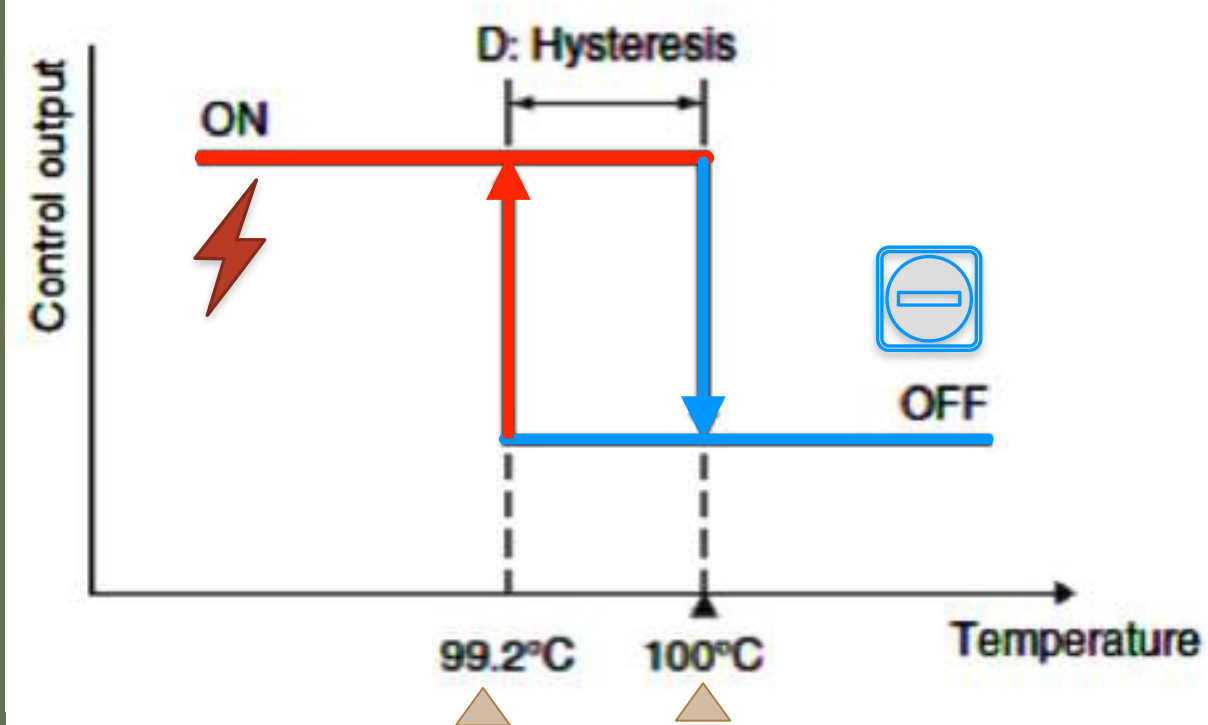 D: Hysteresis
ON
Control output
OFF
99.2°C
100°C
Temperature